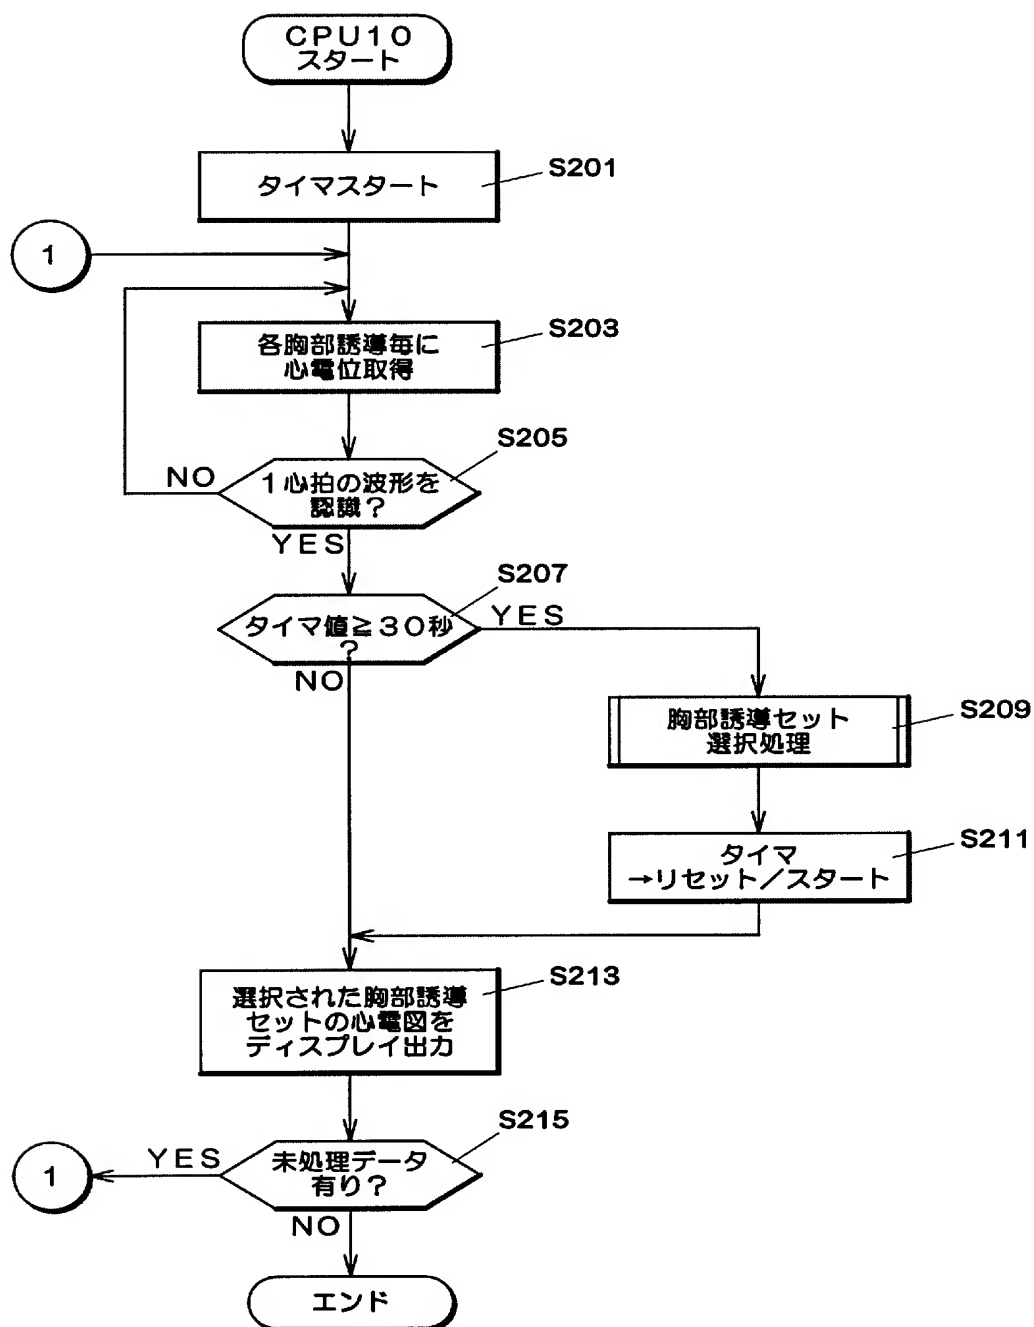 CPU10
スタート
タイマスタート
S201
1
各胸部誘導毎に
心電位取得
S203
S205
NO
1心拍の波形を
認識?
YES
S207
タイマ値≧30秒
?
YES
NO
胸部誘導セット
選択処理
S209
タイマ
→リセット/スタート
S211
選択された胸部誘導
セットの心電図を
ディスプレイ出力
S213
S215
1
YES
未処理データ
有り?
NO
エンド